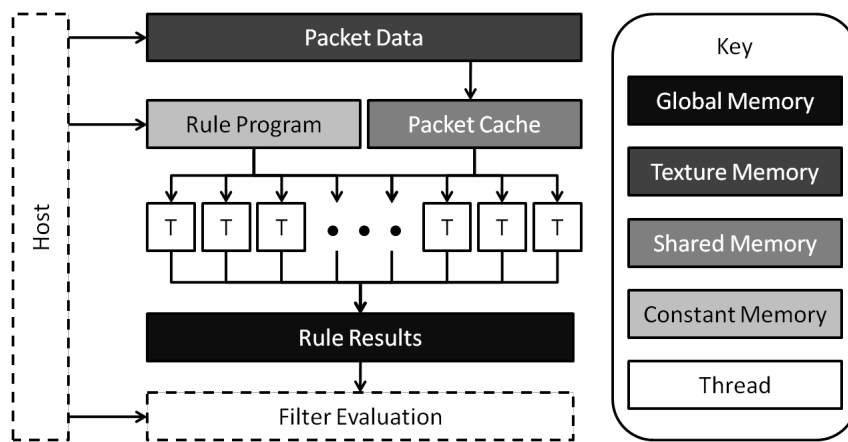 Host
Packet Data
Rule Program
Packet Cache
T T T • • • T T T
Rule Results
Filter Evaluation
Key
Global Memory
Texture Memory
Shared Memory
Constant Memory
Thread